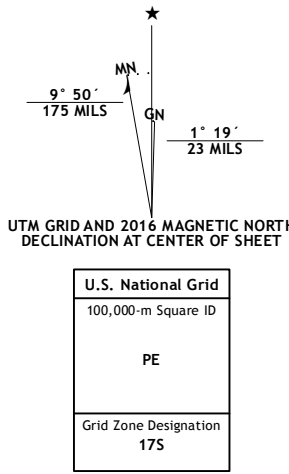 ★
MN
GN
9° 50´
175 MILS
1° 19´
23 MILS
UTM GRID AND 2016 MAGNETIC NORTH
DECLINATION AT CENTER OF SHEET
U.S. National Grid
100,000-m Square ID
PE
Grid Zone Designation
17S